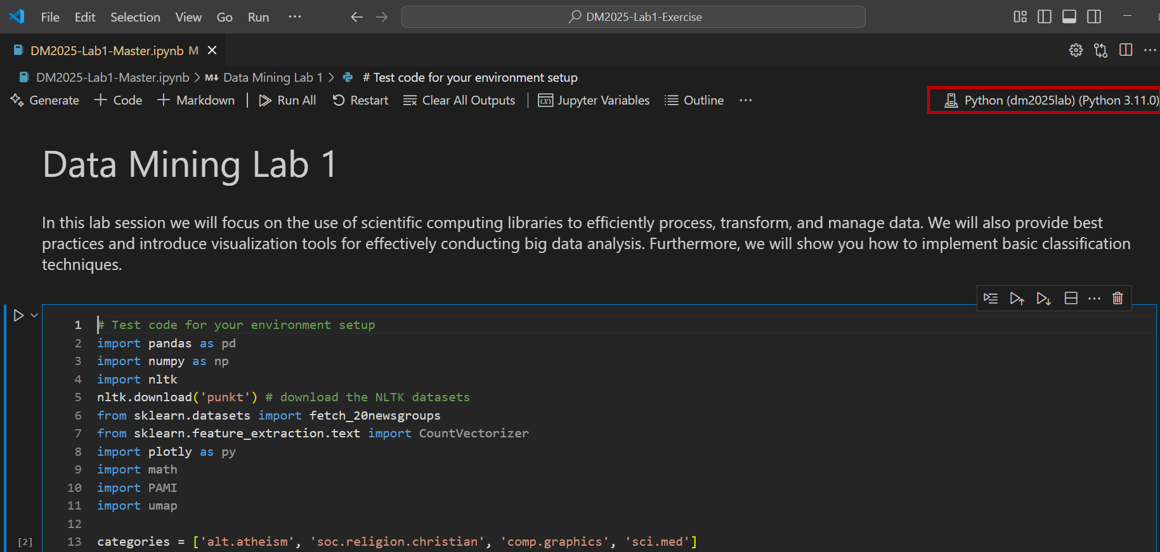 File Edit Selection View Go Run ··· DM2025-Lab1-Exercise
DM2025-Lab1-Master.ipynb M
DM2025-Lab1-Master.ipynb > M↓ Data Mining Lab 1 > # Test code for your environment setup
Generate + Code + Markdown Run All Restart Clear All Outputs Jupyter Variables Outline ··· Python (dm2025lab) (Python 3.11.0)
Data Mining Lab 1
In this lab session we will focus on the use of scientific computing libraries to efficiently process, transform, and manage data. We will also provide best
practices and introduce visualization tools for effectively conducting big data analysis. Furthermore, we will show you how to implement basic classification
techniques.
1 # Test code for your environment setup
2 import pandas as pd
3 import numpy as np
4 import nltk
5 nltk.download('punkt') # download the NLTK datasets
6 from sklearn.datasets import fetch_20newsgroups
7 from sklearn.feature_extraction.text import CountVectorizer
8 import plotly as py
9 import math
10 import PAMI
11 import umap
12
[2] 13 categories = ['alt.atheism', 'soc.religion.christian', 'comp.graphics', 'sci.med']